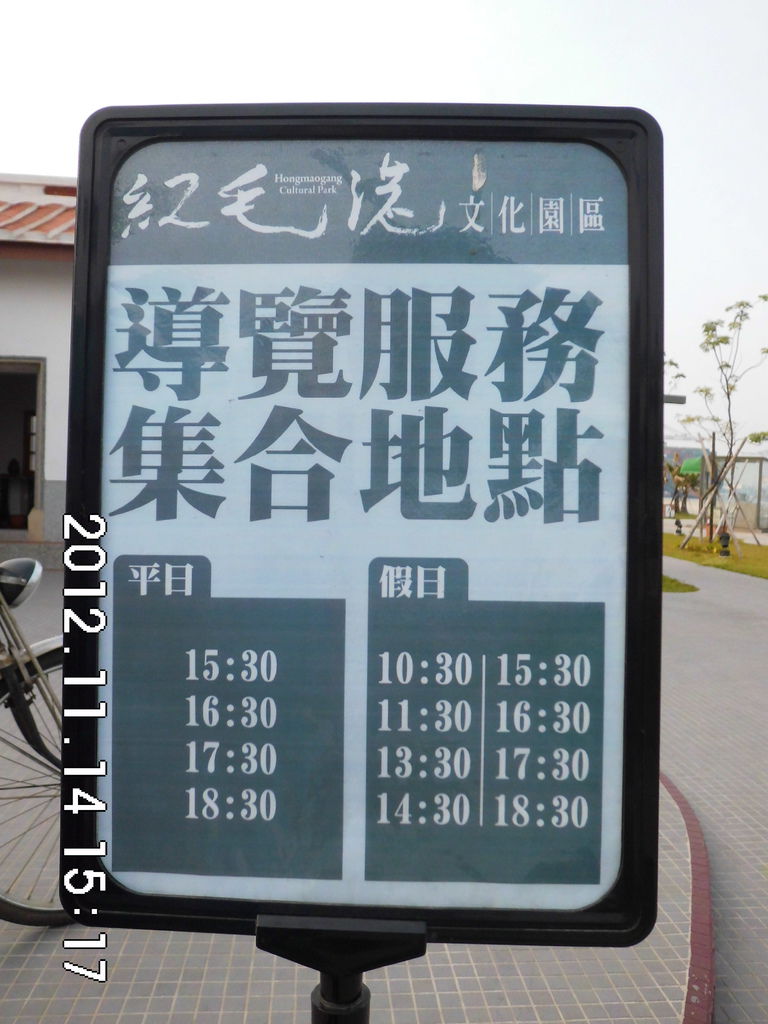 紅毛港
Hongmaogang
Cultural Park
文化園區
導覽服務
集合地點
平日
15:30
16:30
17:30
18:30
假日
10:30 15:30
11:30 16:30
13:30 17:30
14:30 18:30
2012.11.14 15:17